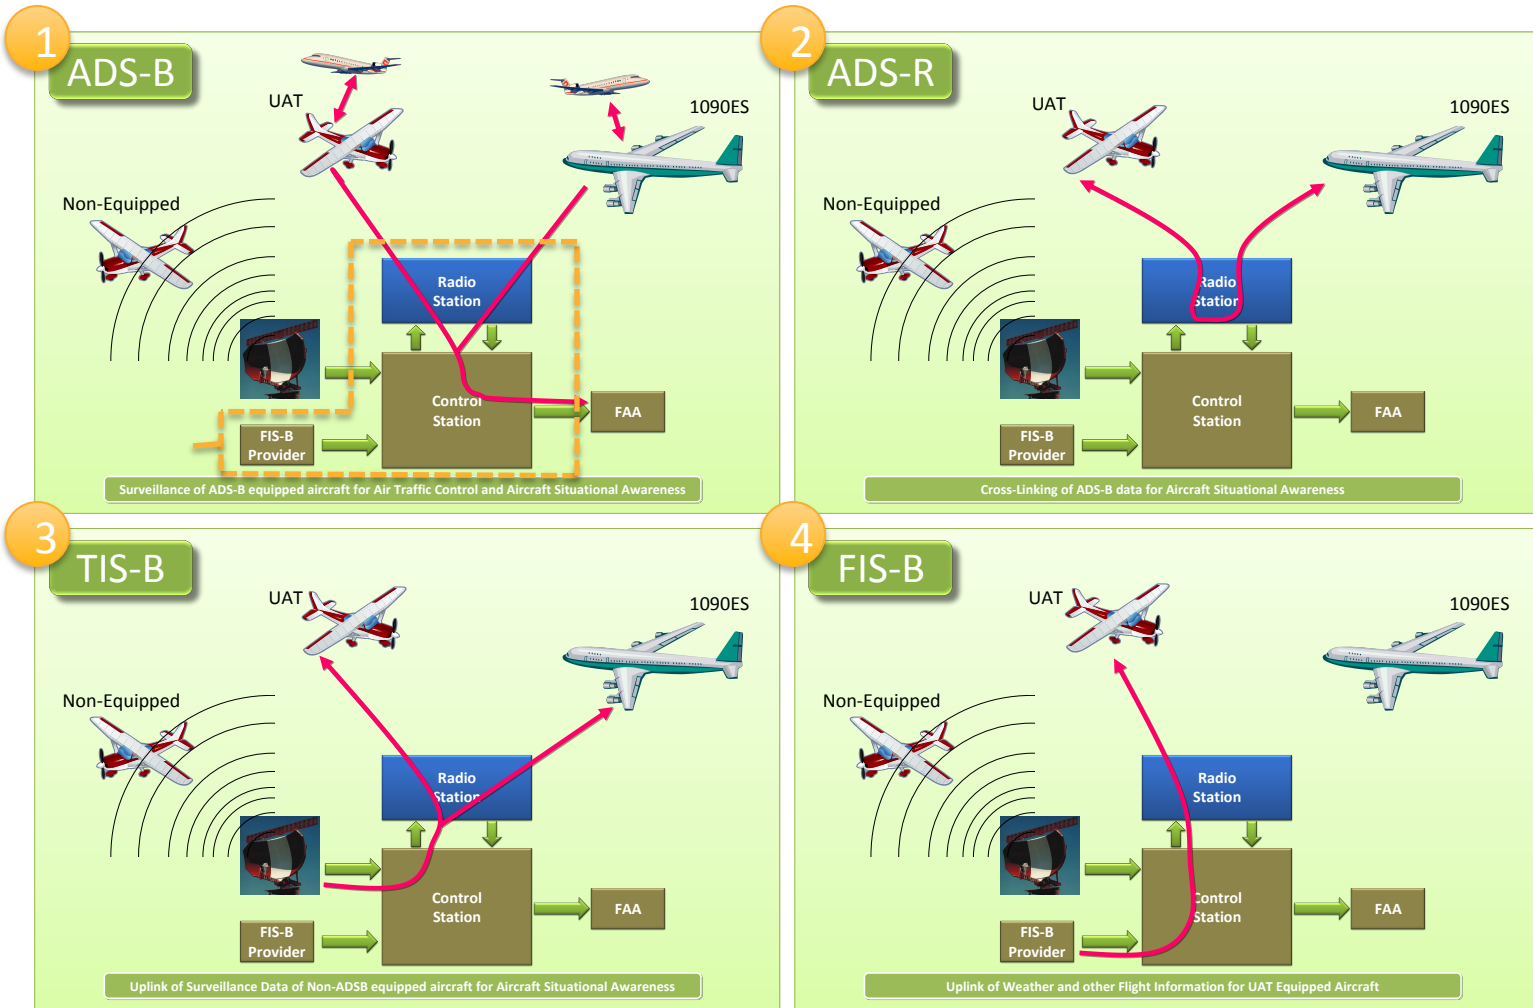 1
ADS-B
UAT
1090ES
Non-Equipped
Radio
Station
Control
Station
FAA
FIS-B
Provider
Surveillance of ADS-B equipped aircraft for Air Traffic Control and Aircraft Situational Awareness
2
ADS-R
UAT
1090ES
Non-Equipped
Radio
Station
Control
Station
FAA
FIS-B
Provider
Cross-Linking of ADS-B data for Aircraft Situational Awareness
3
TIS-B
UAT
1090ES
Non-Equipped
Radio
Station
Control
Station
FAA
FIS-B
Provider
Uplink of Surveillance Data of Non-ADSB equipped aircraft for Aircraft Situational Awareness
4
FIS-B
UAT
1090ES
Non-Equipped
Radio
Station
Control
Station
FAA
FIS-B
Provider
Uplink of Weather and other Flight Information for UAT Equipped Aircraft